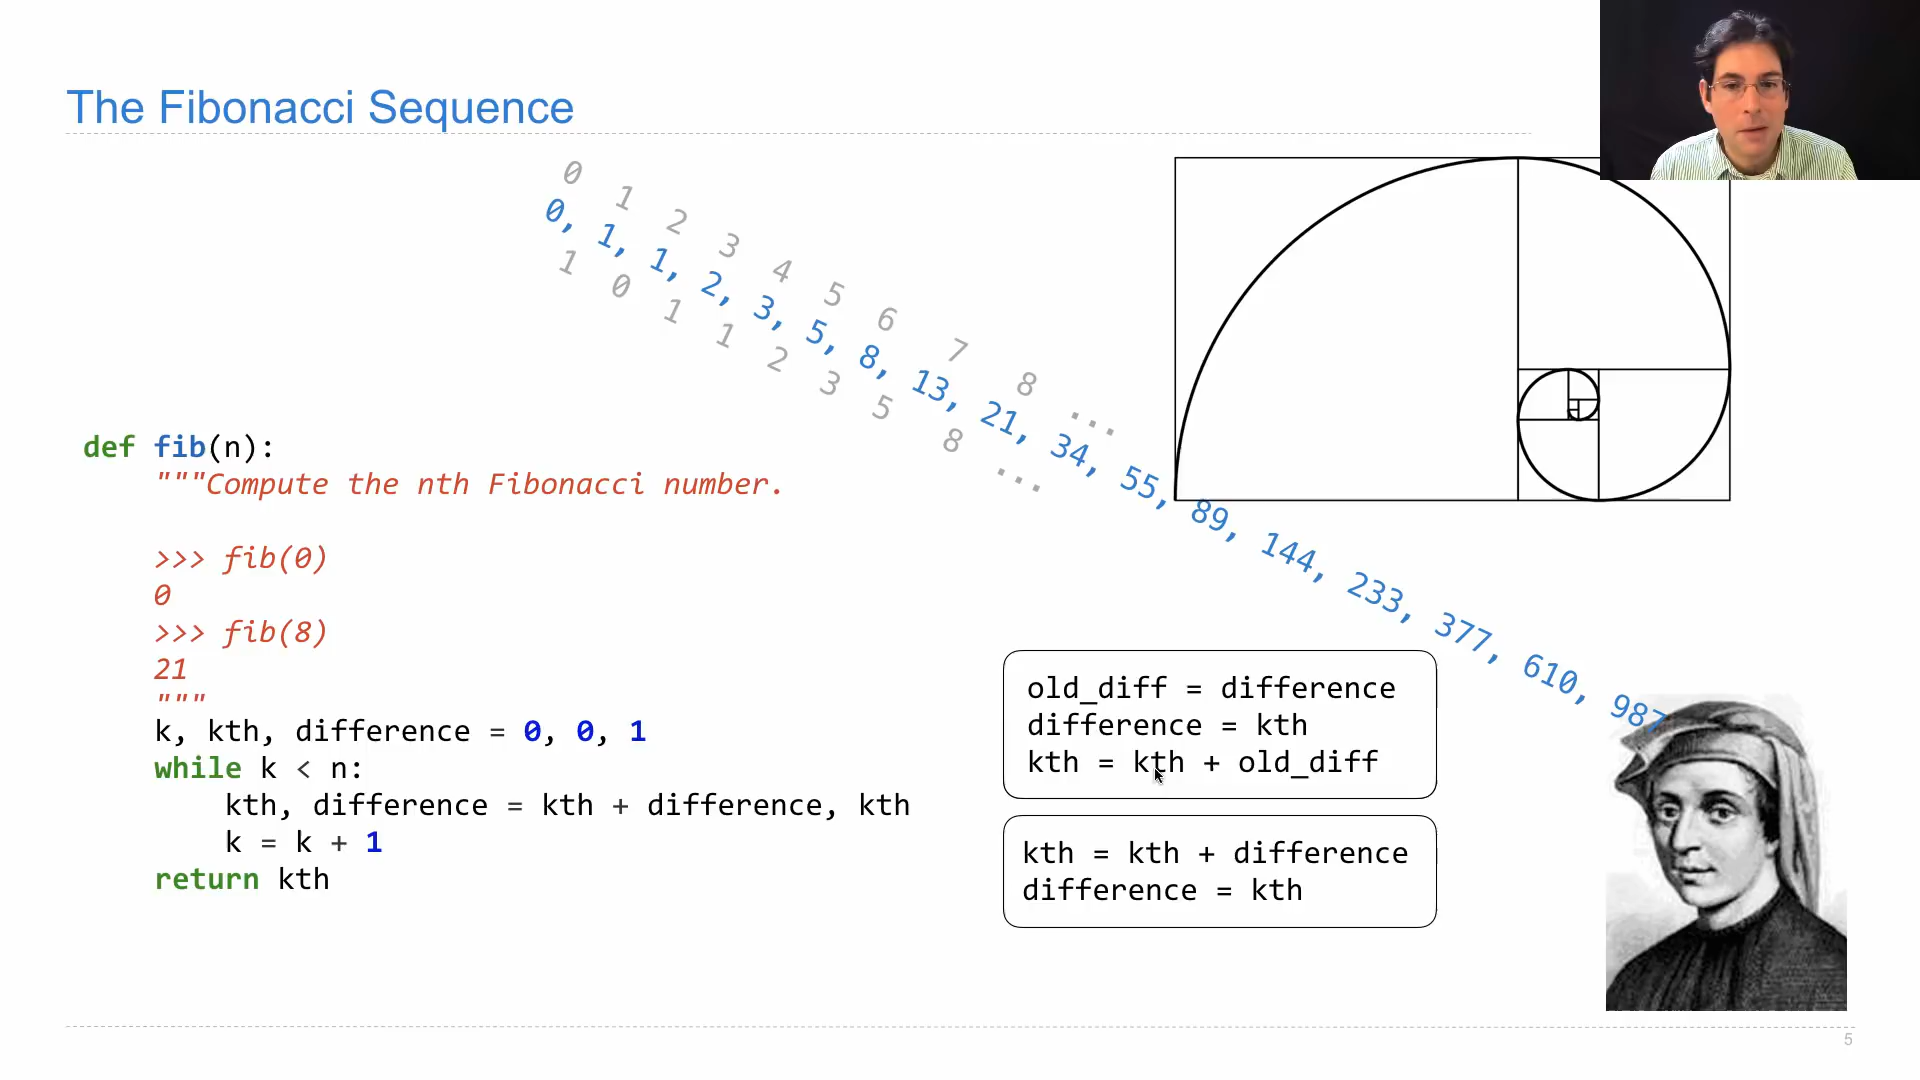 The Fibonacci Sequence
0 1 2 3 4 5 6 7 8 ...
0, 1, 1, 2, 3, 5, 8, 13, 21, 34, 55, 89, 144, 233, 377, 610, 987
1 0 1 1 2 3 5 8 ...
def fib(n):
"""Compute the nth Fibonacci number.
>>> fib(0)
0
>>> fib(8)
21
"""
k, kth, difference = 0, 0, 1
while k < n:
kth, difference = kth + difference, kth
k = k + 1
return kth
old_diff = difference
difference = kth
kth = kth + old_diff
kth = kth + difference
difference = kth
5